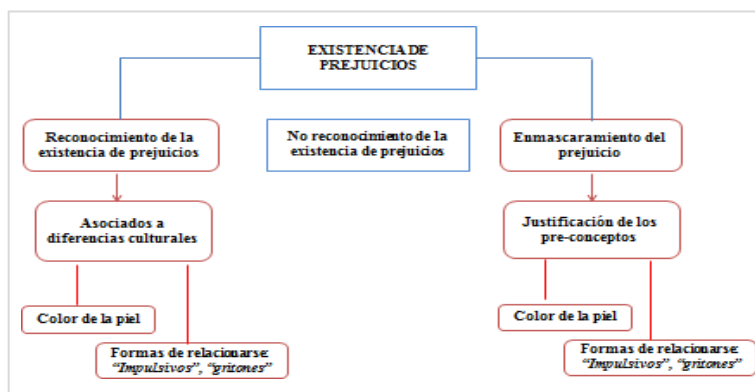 EXISTENCIA DE
PREJUICIOS
Reconocimiento de la
existencia de prejuicios
No reconocimiento de la
existencia de prejuicios
Enmascaramiento del
prejuicio
Asociados a
diferencias culturales
Justificación de los
pre-conceptos
Color de la piel
Formas de relacionarse:
“Impulsivos”, “gritones”
Color de la piel
Formas de relacionarse:
“Impulsivos”, “gritones”